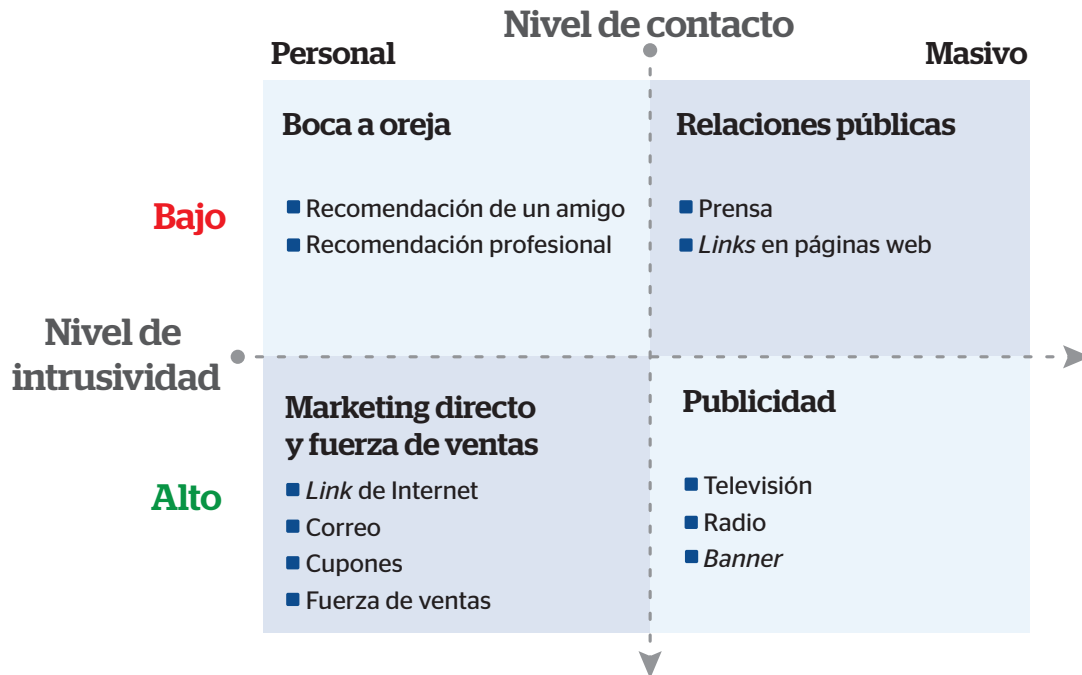 Nivel de contacto
Personal
Masivo
Boca a oreja
Recomendación de un amigo
Recomendación profesional
Relaciones públicas
Prensa
Links en páginas web
Bajo
Nivel de
intrusividad
Alto
Marketing directo
y fuerza de ventas
Link de Internet
Correo
Cupones
Fuerza de ventas
Publicidad
Televisión
Radio
Banner